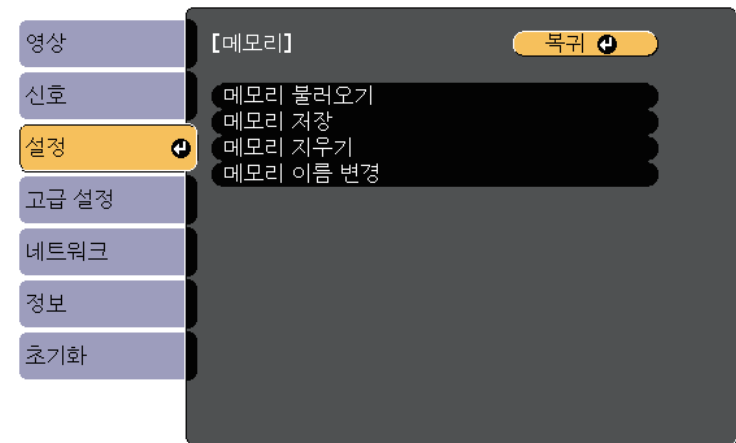 영상
신호
설정
고급 설정
네트워크
정보
초기화
[메모리]
복귀
메모리 불러오기
메모리 저장
메모리 지우기
메모리 이름 변경